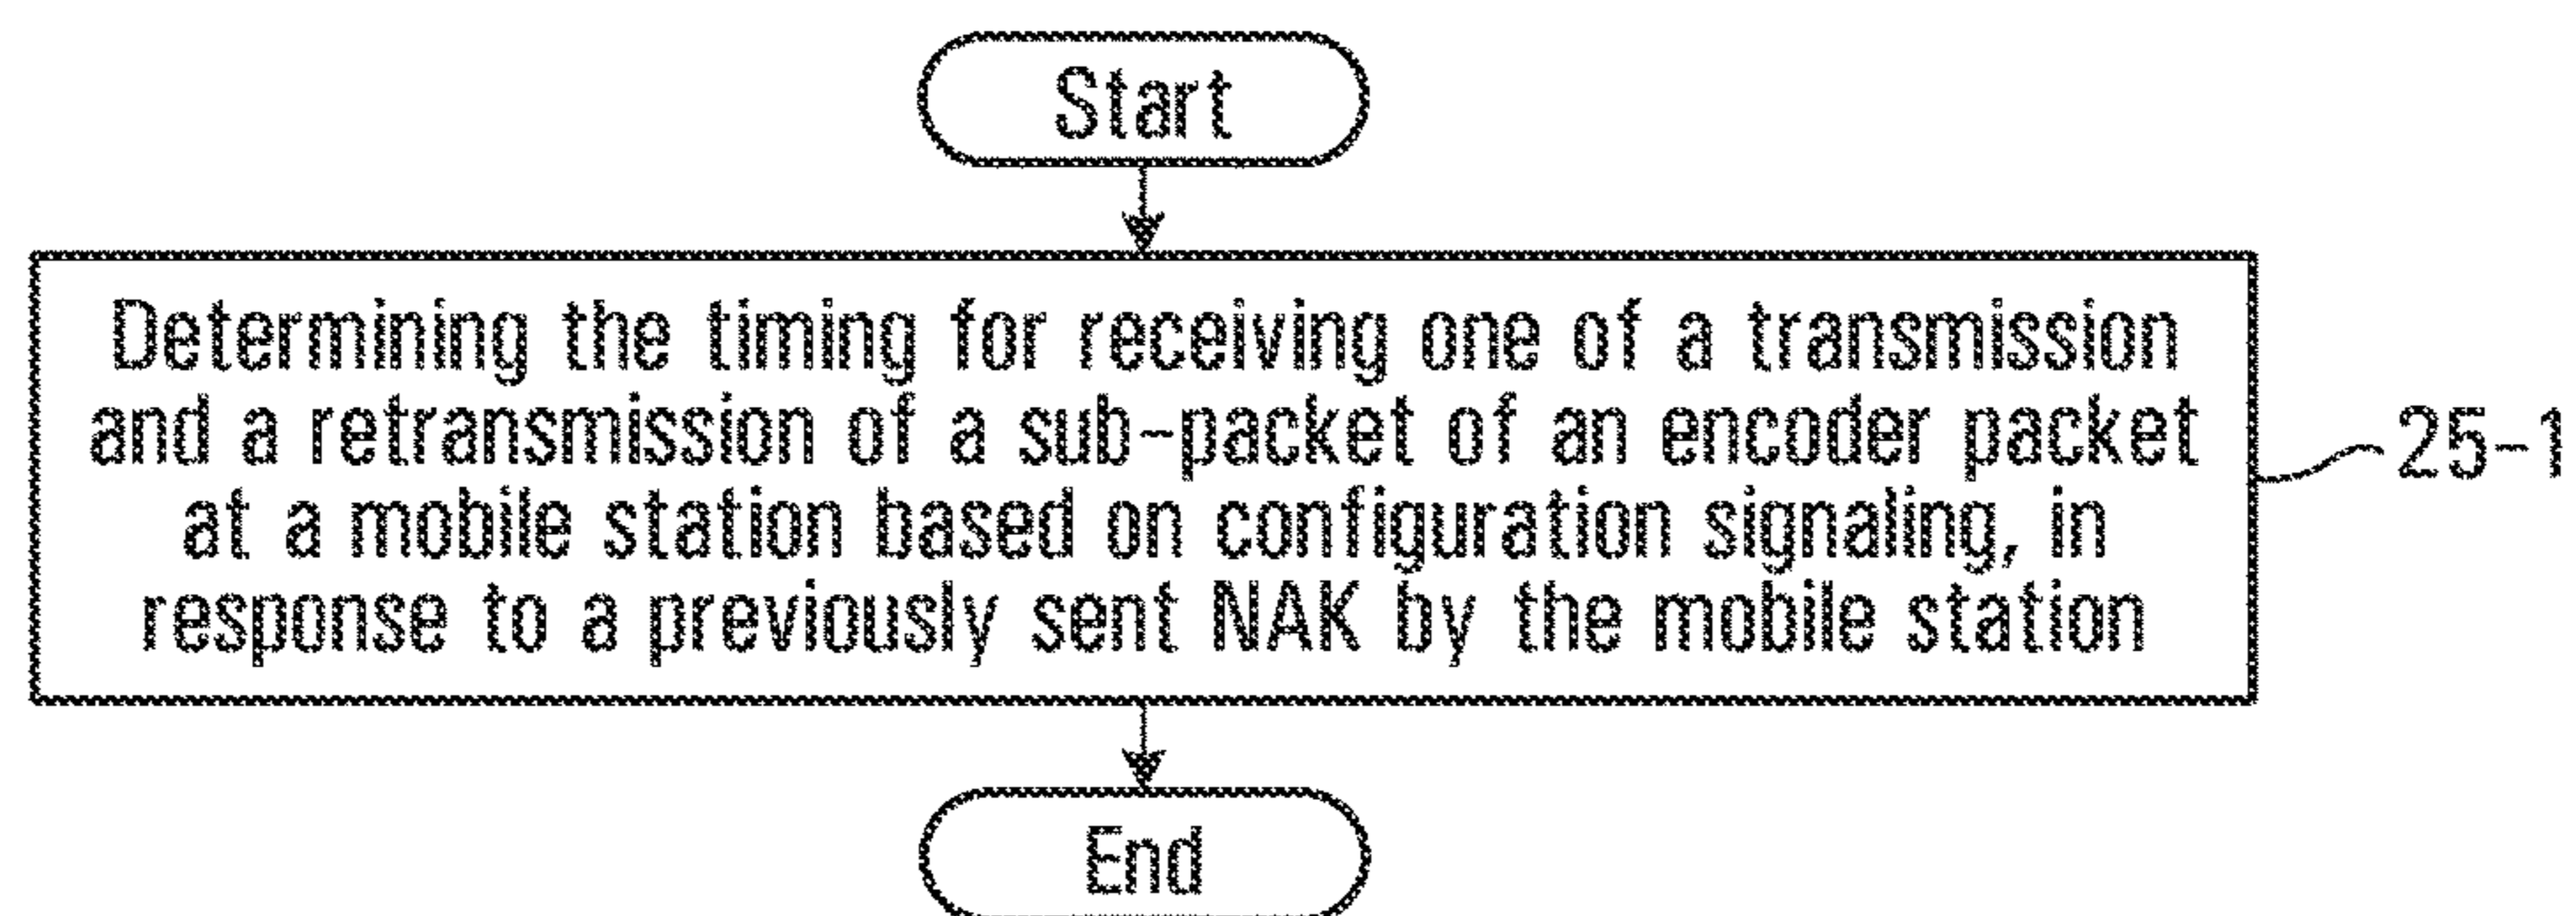 Start
Determining the timing for receiving one of a transmission
and a retransmission of a sub-packet of an encoder packet
at a mobile station based on configuration signaling, in
response to a previously sent NAK by the mobile station
25-1
End